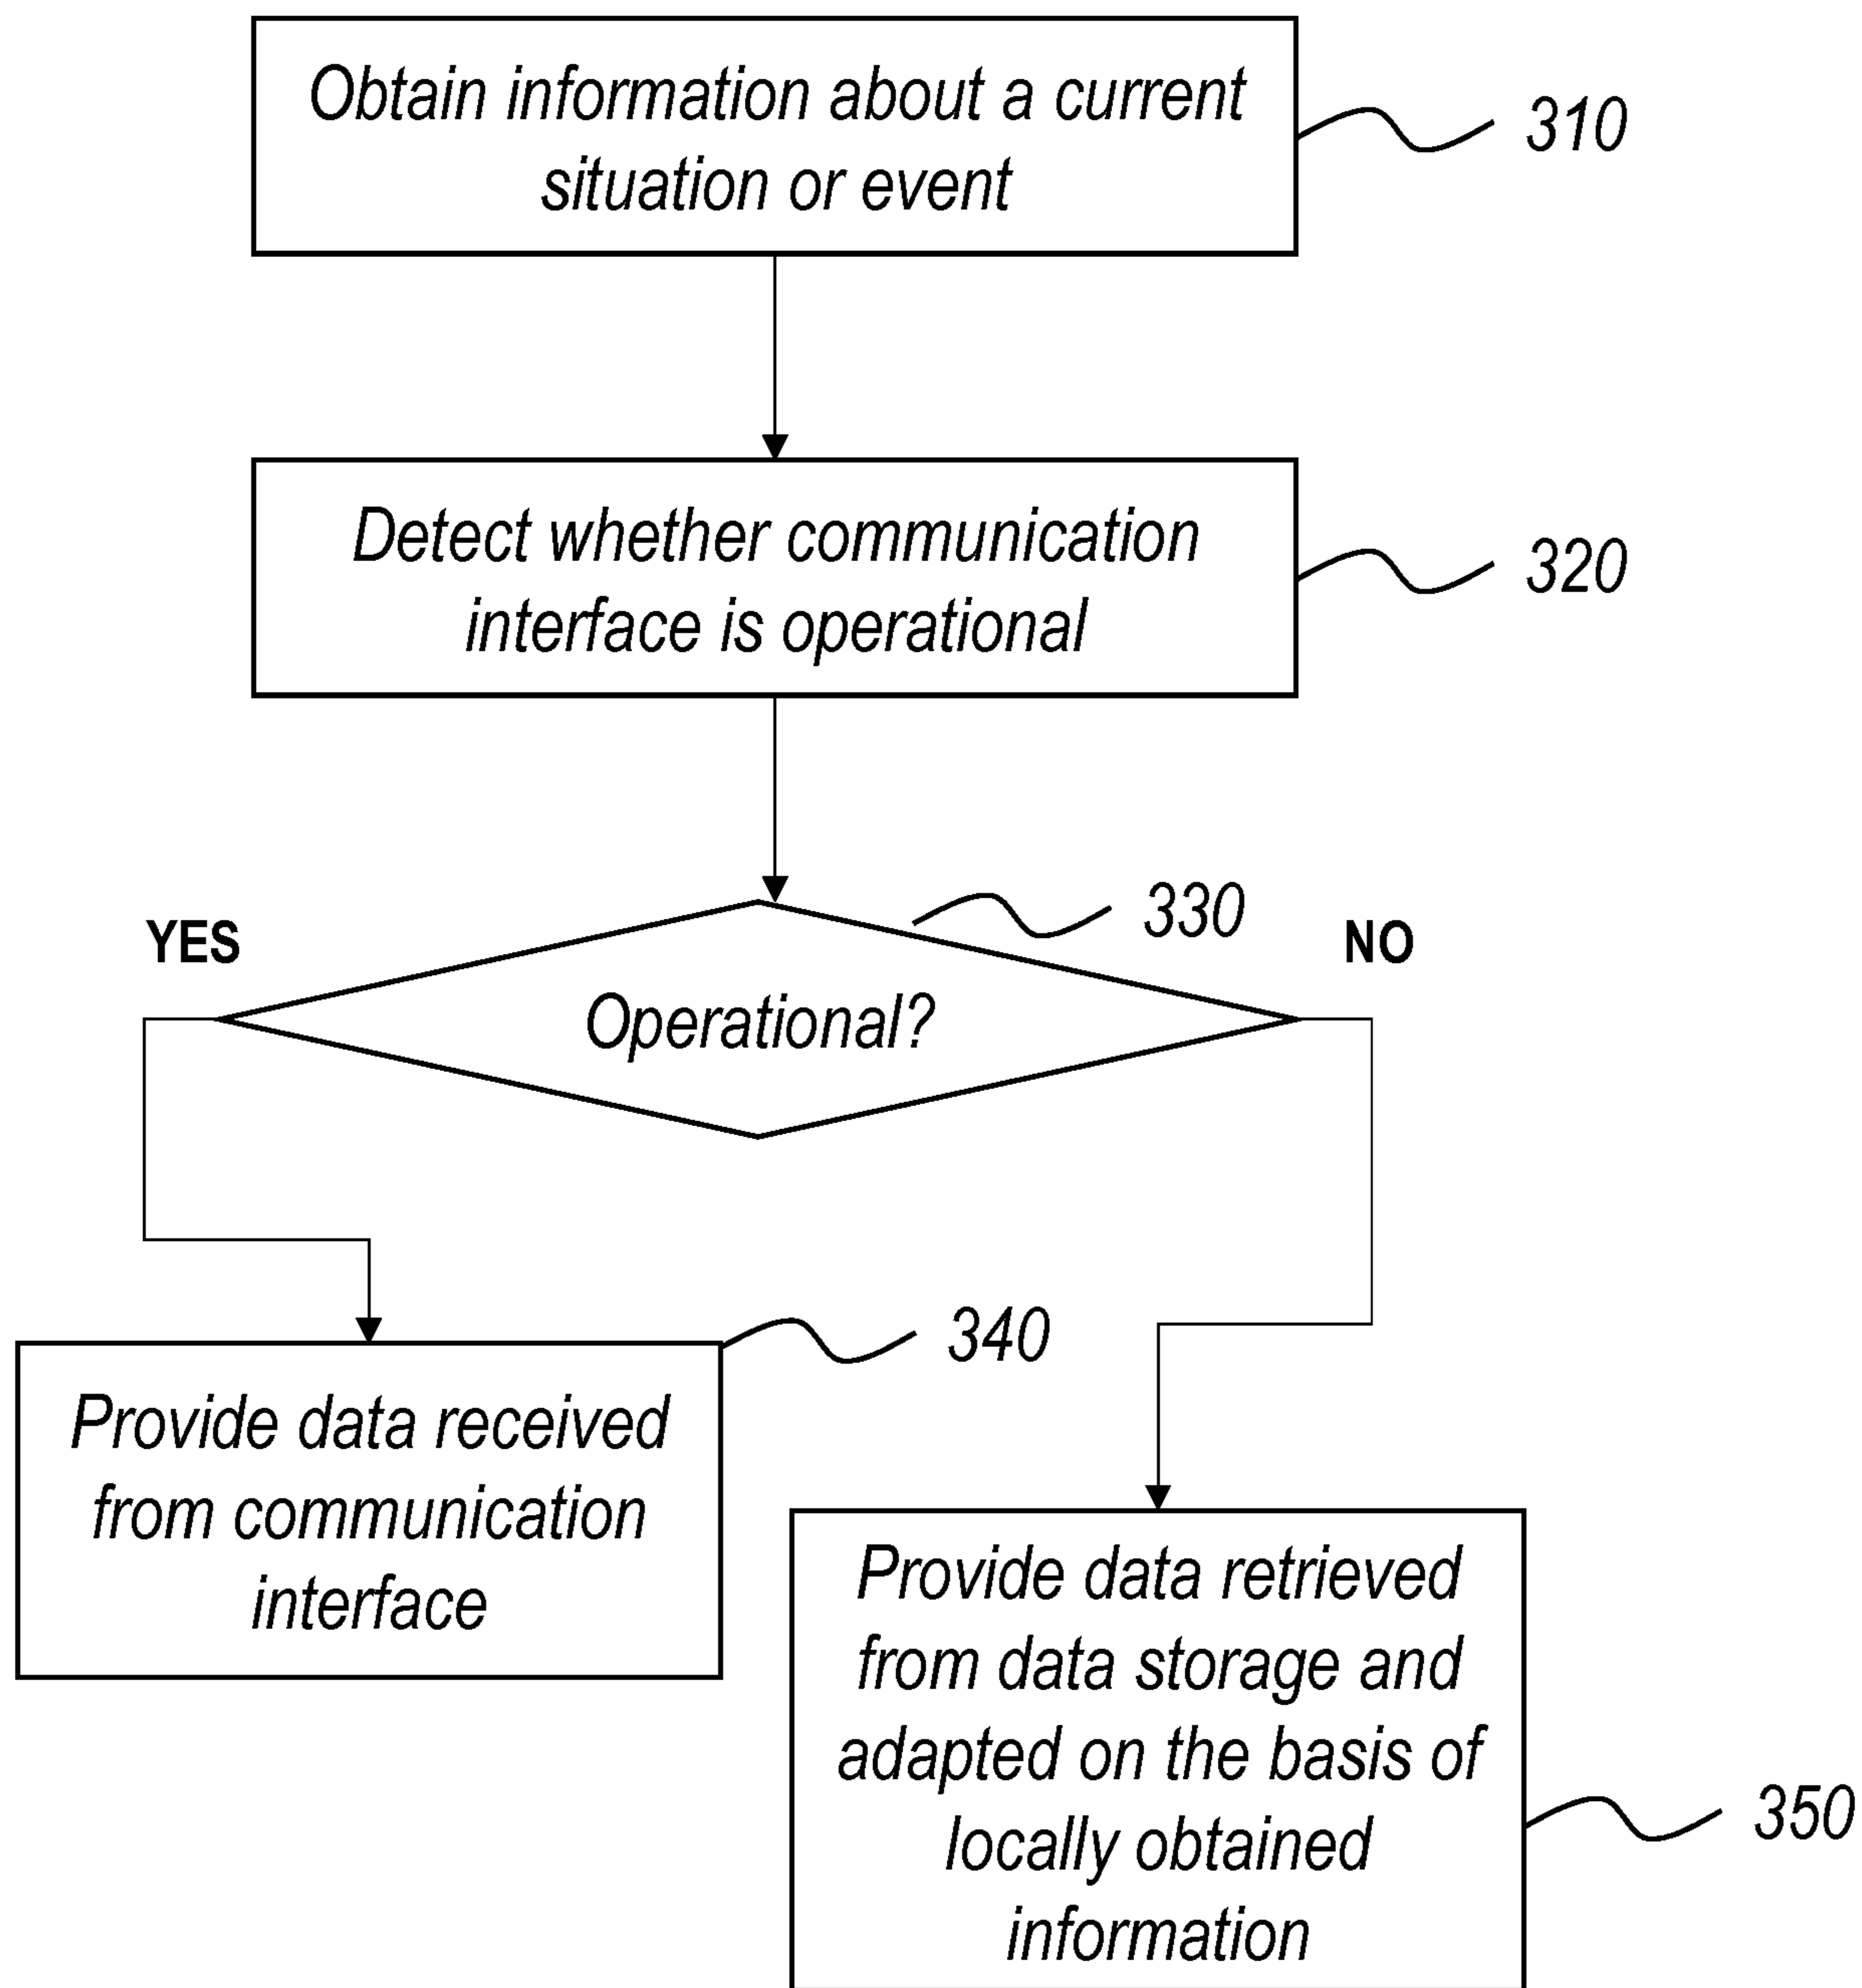 Obtain information about a current
situation or event
310
Detect whether communication
interface is operational
320
330
YES
NO
Operational?
340
Provide data received
from communication
interface
Provide data retrieved
from data storage and
adapted on the basis of
locally obtained
information
350